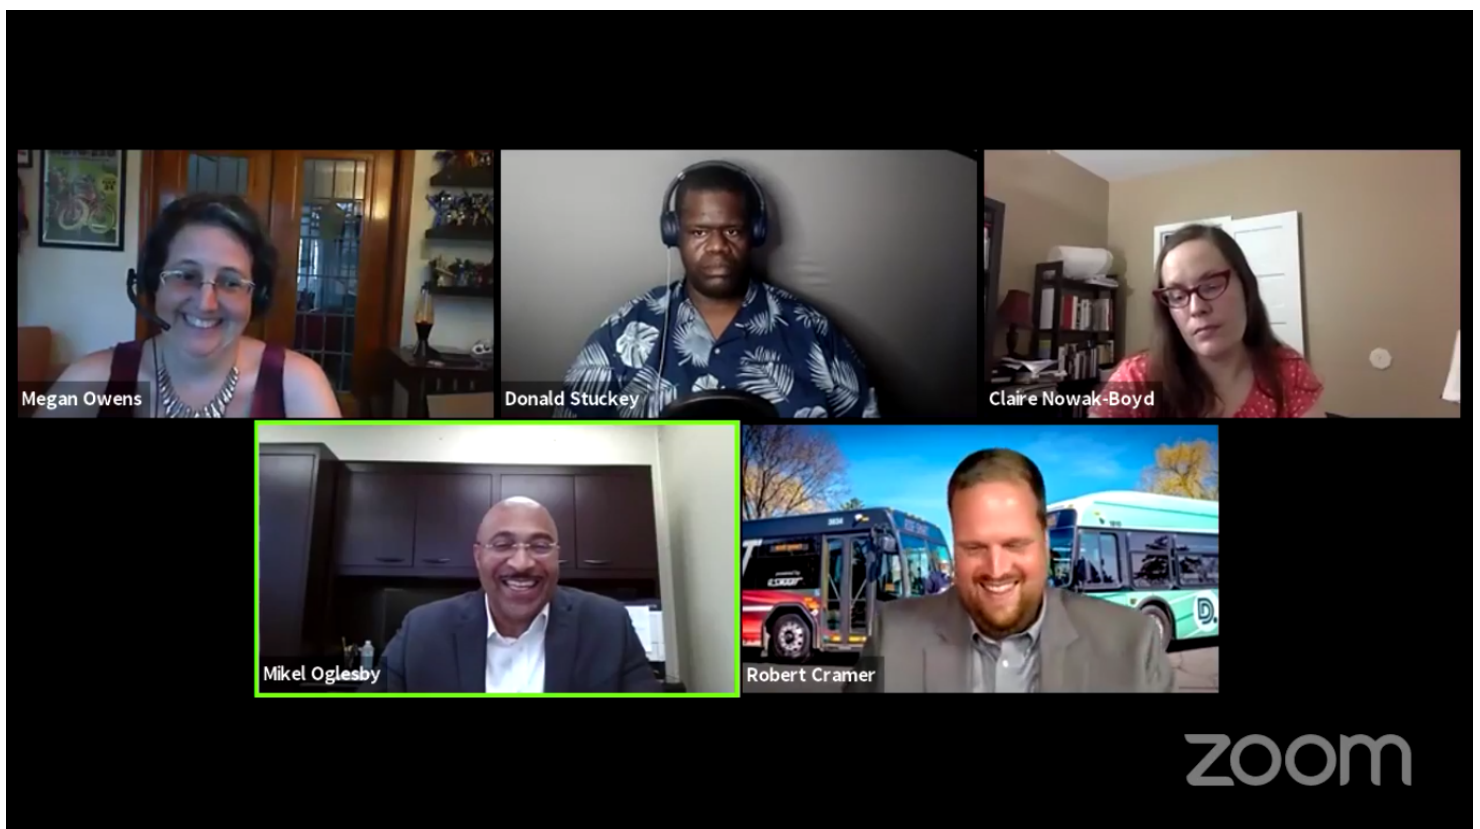 Megan Owens
Donald Stuckey
Claire Nowak-Boyd
Mikel Oglesby
Robert Cramer
D.
zoom